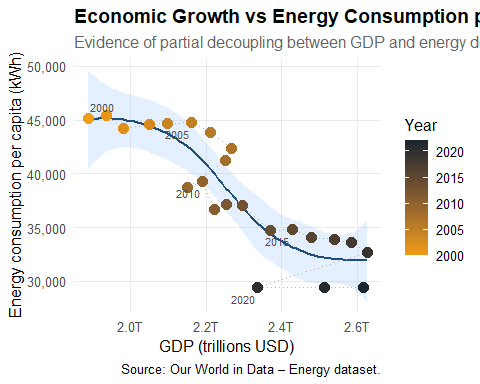 Economic Growth vs Energy Consumption p
Evidence of partial decoupling between GDP and energy d
Energy consumption per capita (kWh)
50,000
45,000
40,000
35,000
30,000
2000
2005
2010
2015
2020
2.0T
2.2T
2.4T
2.6T
GDP (trillions USD)
Year
2020
2015
2010
2005
2000
Source: Our World in Data – Energy dataset.